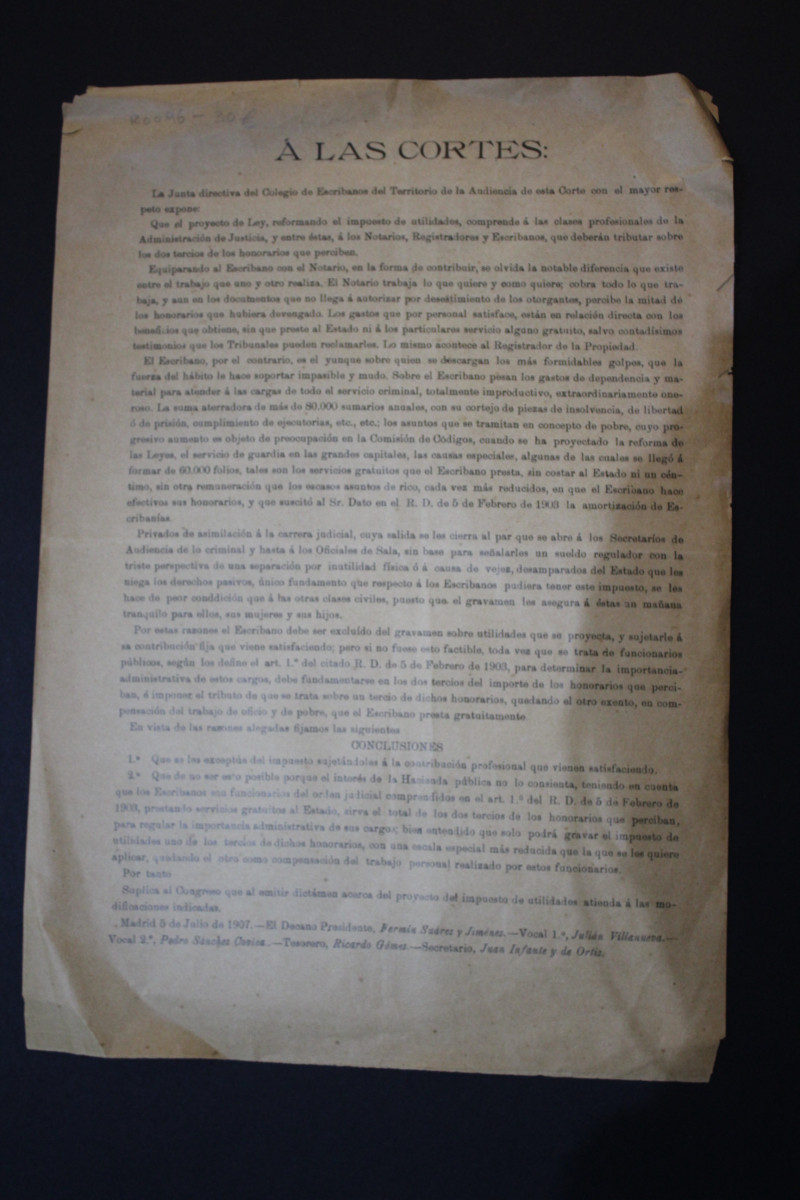 Á LAS CORTES:
La Junta directiva del Colegio de Escribanos del Territorio de la Audiencia de esta Corte con el mayor res-
peto expone:
Que el proyecto de Ley, reformando el impuesto de utilidades, comprende á las clases profesionales de la
Administración de Justicia, y entre éstas, á los Notarios, Registradores y Escribanos, que deberán tributar sobre
los dos tercios de los honorarios que perciben.
Equiparando al Escribano con el Notario, en la forma de contribuir, se olvida la notable diferencia que existe
entre el trabajo que uno y otro realiza. El Notario trabaja lo que quiere y como quiere; cobra todo lo que tra-
baja, y aun en los documentos que no llega á autorizar por desestimiento de los otorgantes, percibe la mitad de
los honorarios que hubiera devengado. Los gastos que por personal satisface, están en relación directa con los
beneficios que obtiene, sin que preste al Estado ni á los particulares servicio alguno gratuito, salvo contadísimos
testimonios que los Tribunales pueden reclamarles. Lo mismo acontece al Registrador de la Propiedad.
El Escribano, por el contrario, es el yunque sobre quien se descargan los más formidables golpes, que la
fuerza del hábito le hace soportar impasible y mudo. Sobre el Escribano pesan los gastos de dependencia y ma-
terial para atender á las cargas de todo el servicio criminal, totalmente improductivo, extraordinariamente one-
roso. La suma aterradora de más de 80.000 sumarios anuales, con su cortejo de piezas de insolvencia, de libertad
ó de prisión, cumplimiento de ejecutorias, etc., etc.; los asuntos que se tramitan en concepto de pobre, cuyo pro-
gresivo aumento es objeto de preocupación en la Comisión de Códigos, cuando se ha proyectado la reforma de
las Leyes, el servicio de guardia en las grandes capitales, las causas especiales, algunas de las cuales se llegó á
formar de 60.000 folios, tales son los servicios gratuitos que el Escribano presta, sin costar al Estado ni un cén-
timo, sin otra remuneración que los escasos asuntos de rico, cada vez más reducidos, en que el Escribano hace
efectivos sus honorarios, y que suscitó al Sr. Dato en el R. D. de 5 de Febrero de 1903 la amortización de Es-
cribanías.
Privados de asimilación á la carrera judicial, cuya salida se les cierra al par que se abre á los Secretarios de
Audiencia de lo criminal y hasta á los Oficiales de Sala, sin base para señalarles un sueldo regulador con la
triste perspectiva de una separación por inutilidad física ó á causa de vejez, desamparados del Estado que les
niega los derechos pasivos, único fundamento que respecto á los Escribanos pudiera tener este impuesto, se les
hace de peor conddición que á las otras clases civiles, puesto que el gravamen les asegura á éstas un mañana
tranquilo para ellos, sus mujeres y sus hijos.
Por estas razones el Escribano debe ser excluído del gravamen sobre utilidades que se proyecta, y sujetarle á
sa contribución fija que viene satisfaciendo; pero si no fuese esto factible, toda vez que se trata de funcionarios
públicos, según los define el art. 1.º del citado R. D. de 5 de Febrero de 1903, para determinar la importancia-
administrativa de estos cargos, debe fundamentarse en los dos tercios del importe de los honorarios que perci-
ban, é imponer el tributo de que se trata sobre un tercio de dichos honorarios, quedando el otro exento, en com-
pensación del trabajo de oficio y de pobre, que el Escribano presta gratuitamente
En vista de las razones alegadas fijamos las siguientes
CONCLUSIONES
1.ª Que se les exceptúe del impuesto sujetándoles á la contribución profesional que vienen satisfaciendo.
2.ª Que de no ser esto posible porque el interés de la Hacienda pública no lo consienta, teniendo en cuenta
que los Escribanos son funcionarios del orden judicial comprendidos en el art. 1.º del R. D. de 5 de Febrero de
1903, prestando servicios gratuitos al Estado, sirva el total de los dos tercios de los honorarios que perciban,
para regular la importancia administrativa de sus cargos; bien entendido que solo podrá gravar el impuesto de
utilidades uno de los tercios de dichos honorarios, con una escala especial más reducida que la que se les quiere
aplicar, quedando el otro como compensación del trabajo personal realizado por estos funcionarios.
Por tanto
Suplica al Congreso que al emitir dictámen acerca del proyecto del impuesto de utilidades atienda á las mo-
dificaciones indicadas.
Madrid 5 de Julio de 1907.—El Decano Presidente, Fermín Suárez y Jiménez.—Vocal 1.º, Julián Villanueva.—
Vocal 2.º, Pedro Sánchez Covisa.—Tesorero, Ricardo Gómez.—Secretario, Juan Infante y de Ortiz.